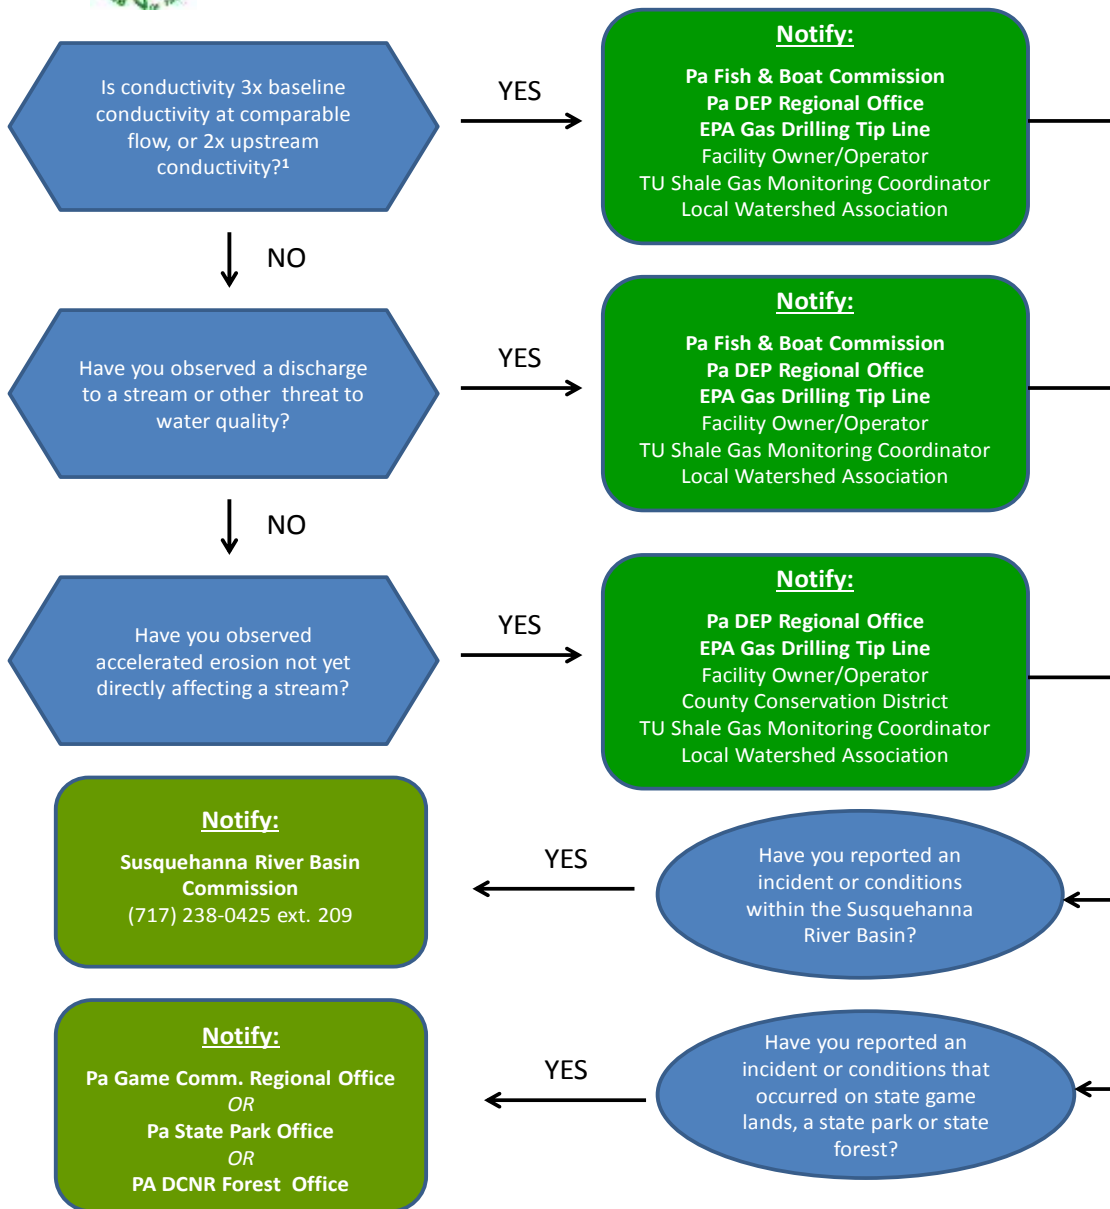 Is conductivity 3x baseline
conductivity at comparable
flow, or 2x upstream
conductivity?¹
YES
Notify:
Pa Fish & Boat Commission
Pa DEP Regional Office
EPA Gas Drilling Tip Line
Facility Owner/Operator
TU Shale Gas Monitoring Coordinator
Local Watershed Association
NO
Have you observed a discharge
to a stream or other  threat to
water quality?
YES
Notify:
Pa Fish & Boat Commission
Pa DEP Regional Office
EPA Gas Drilling Tip Line
Facility Owner/Operator
TU Shale Gas Monitoring Coordinator
Local Watershed Association
NO
Have you observed
accelerated erosion not yet
directly affecting a stream?
YES
Notify:
Pa DEP Regional Office
EPA Gas Drilling Tip Line
Facility Owner/Operator
County Conservation District
TU Shale Gas Monitoring Coordinator
Local Watershed Association
Have you reported an
incident or conditions
within the Susquehanna
River Basin?
YES
Notify:
Susquehanna River Basin
Commission
(717) 238-0425 ext. 209
Have you reported an
incident or conditions that
occurred on state game
lands, a state park or state
forest?
YES
Notify:
Pa Game Comm. Regional Office
OR
Pa State Park Office
OR
PA DCNR Forest  Office